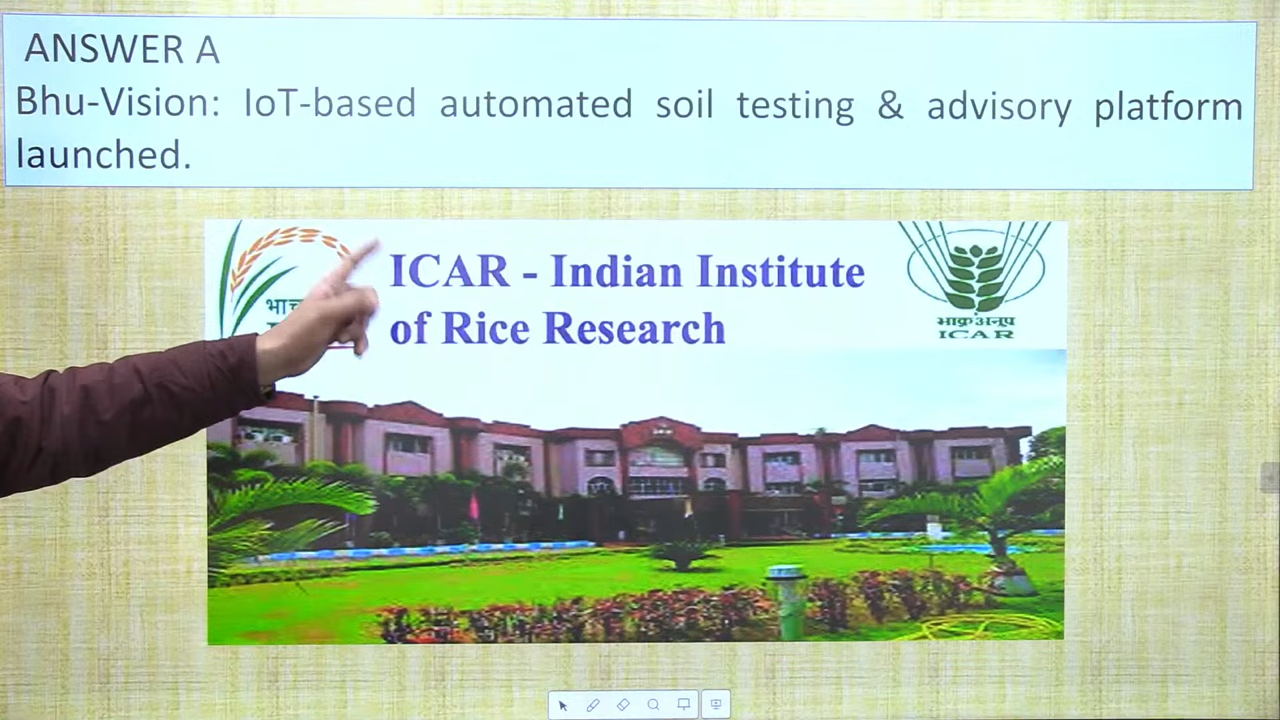 ANSWER A
Bhu-Vision: IoT-based automated soil testing & advisory platform
launched.
ICAR - Indian Institute
of Rice Research
भाकृअनुप
ICAR